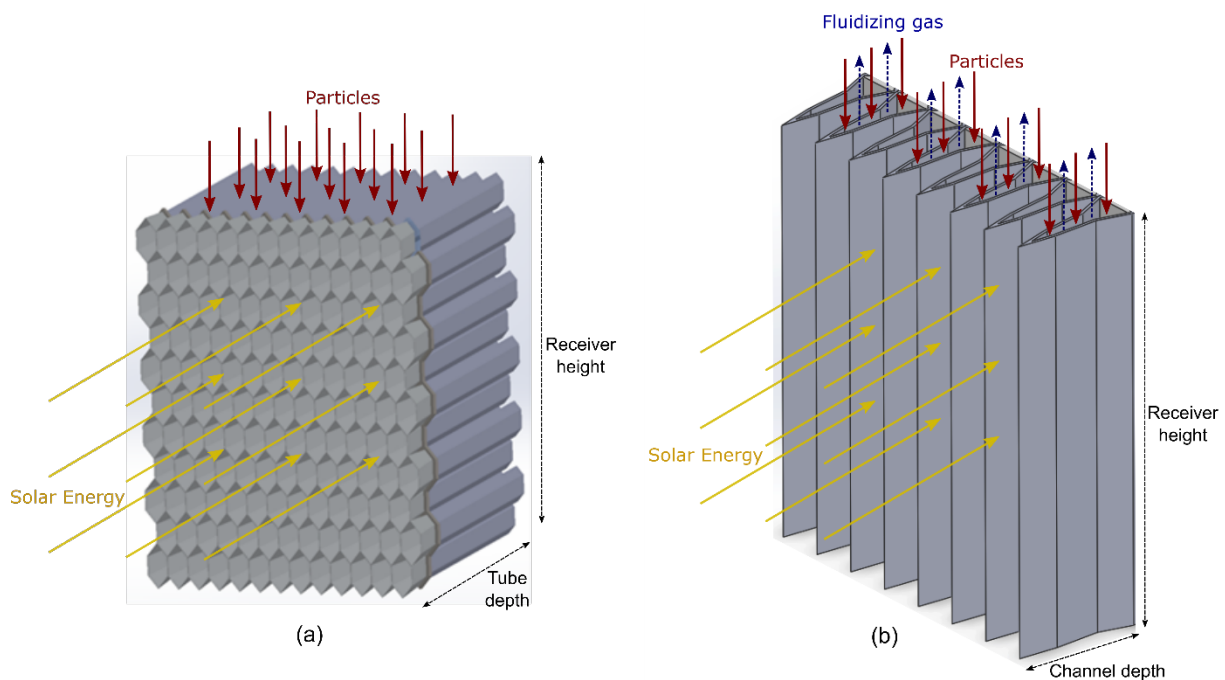 Particles
Solar Energy
Receiver
height
Tube
depth
(a)
Fluidizing gas
Particles
Solar Energy
Receiver
height
Channel depth
(b)